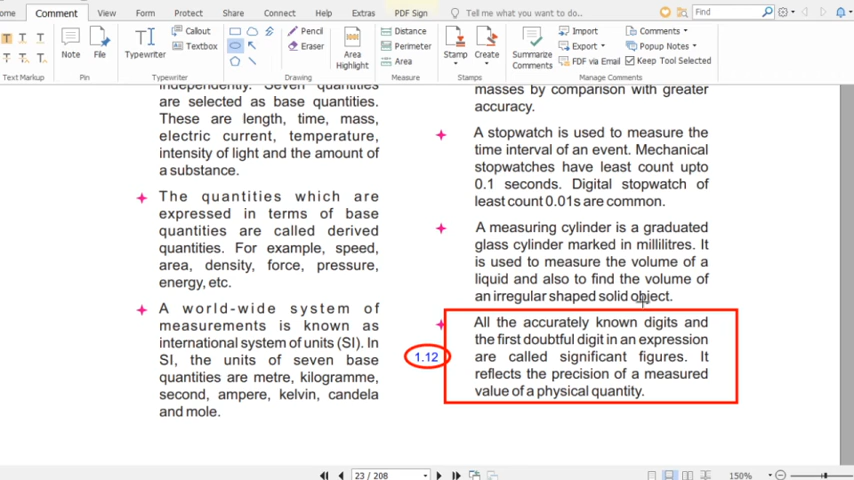 ome Comment View Form Protect Share Connect Help Extras PDF Sign Tell me what you want to do... Find
Callout Pencil Distance Import Comments
Textbox Eraser Perimeter Export Popup Notes
Note File Typewriter Area Highlight Area Stamp Create Summarize Comments FDF via Email Keep Tool Selected
Text Markup Pin Typewriter Drawing Measure Stamps Manage Comments
independently. Seven quantities
are selected as base quantities.
These are length, time, mass,
electric current, temperature,
intensity of light and the amount of
a substance.
The quantities which are
expressed in terms of base
quantities are called derived
quantities. For example, speed,
area, density, force, pressure,
energy, etc.
A world-wide system of
measurements is known as
international system of units (SI). In
SI, the units of seven base
quantities are metre, kilogramme,
second, ampere, kelvin, candela
and mole.
masses by comparison with greater
accuracy.
A stopwatch is used to measure the
time interval of an event. Mechanical
stopwatches have least count upto
0.1 seconds. Digital stopwatch of
least count 0.01s are common.
A measuring cylinder is a graduated
glass cylinder marked in millilitres. It
is used to measure the volume of a
liquid and also to find the volume of
an irregular shaped solid object.
All the accurately known digits and
the first doubtful digit in an expression
1.12 are called significant figures. It
reflects the precision of a measured
value of a physical quantity.
23 / 208 150%